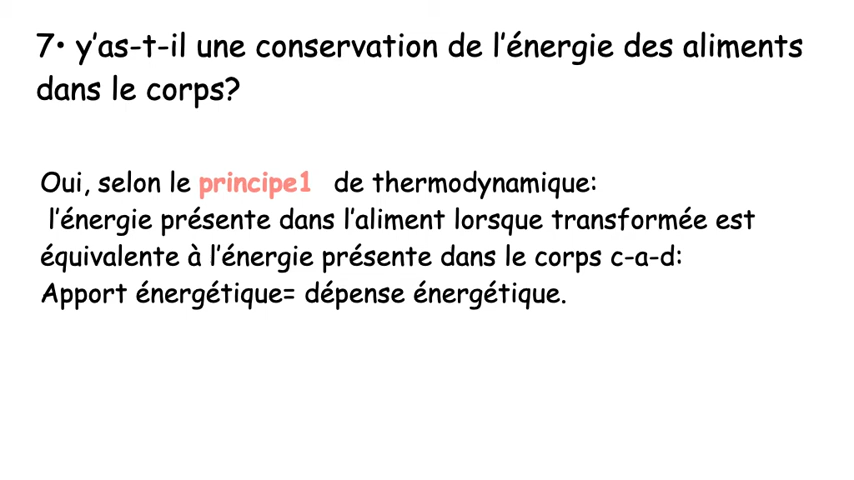 7• y’as-t-il une conservation de l’énergie des aliments
dans le corps?
Oui, selon le principe1 de thermodynamique:
l’énergie présente dans l’aliment lorsque transformée est
équivalente à l’énergie présente dans le corps c-a-d:
Apport énergétique= dépense énergétique.